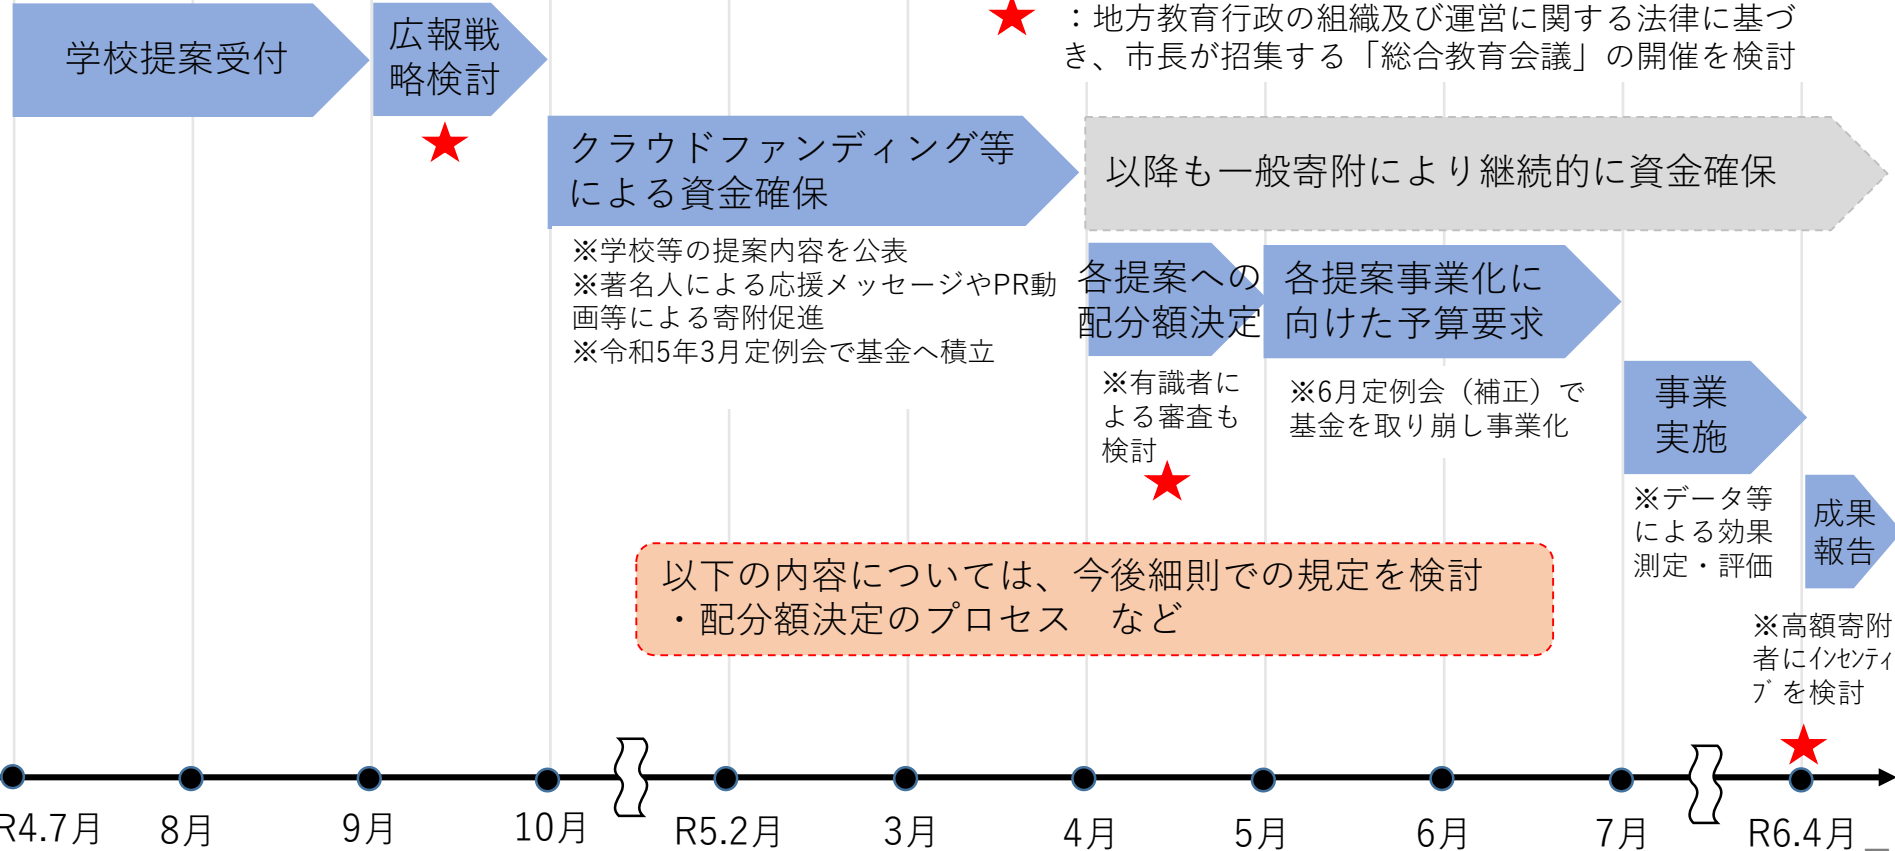 ：地方教育行政の組織及び運営に関する法律に基づ
き、市長が招集する「総合教育会議」の開催を検討
学校提案受付
広報戦
略検討
クラウドファンディング等
による資金確保
以降も一般寄附により継続的に資金確保
※学校等の提案内容を公表
※著名人による応援メッセージやPR動
画等による寄附促進
※令和5年3月定例会で基金へ積立
各提案への
配分額決定
各提案事業化に
向けた予算要求
※有識者に
よる審査も
検討
※6月定例会（補正）で
基金を取り崩し事業化
事業
実施
※データ等
による効果
測定・評価
成果
報告
※高額寄附
者にｲﾝｾﾝﾃｨ
ﾌﾞを検討
以下の内容については、今後細則での規定を検討
・配分額決定のプロセス　など
R4.7月
8月
9月
10月
R5.2月
3月
4月
5月
6月
7月
R6.4月